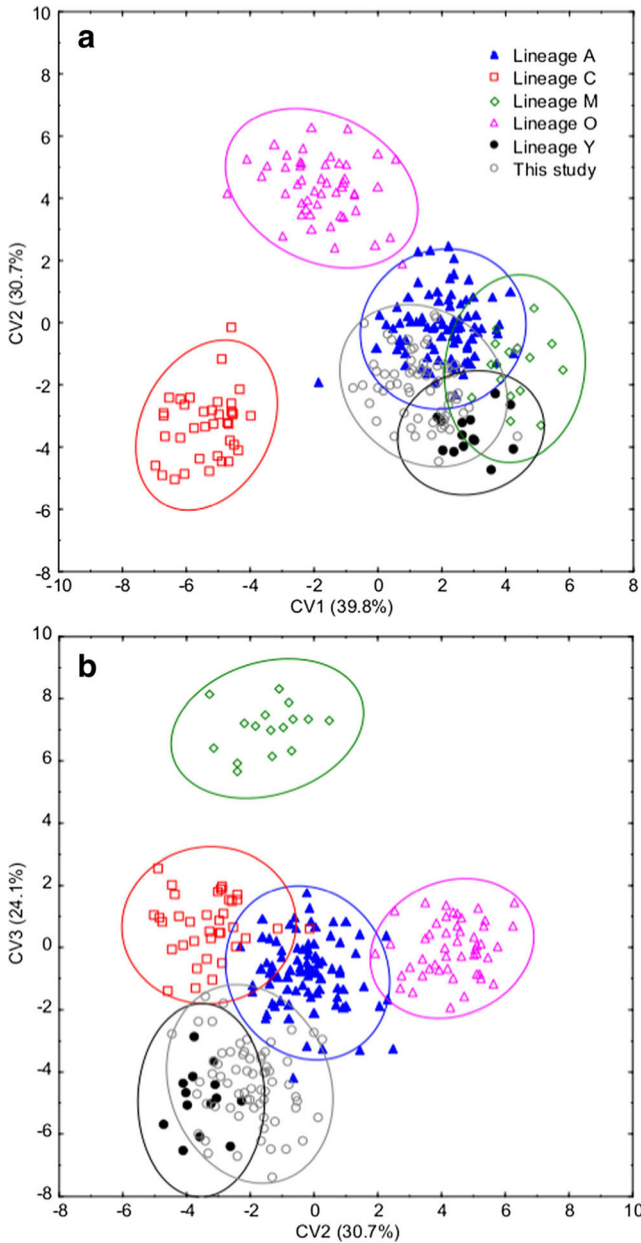 a
10
8
6
4
2
0
-2
-4
-6
-8
CV2 (30.7%)
Lineage A
Lineage C
Lineage M
Lineage O
Lineage Y
This study
-10 -8 -6 -4 -2 0 2 4 6 8
CV1 (39.8%)
b
10
8
6
4
2
0
-2
-4
-6
-8
CV3 (24.1%)
-8 -6 -4 -2 0 2 4 6 8 10
CV2 (30.7%)